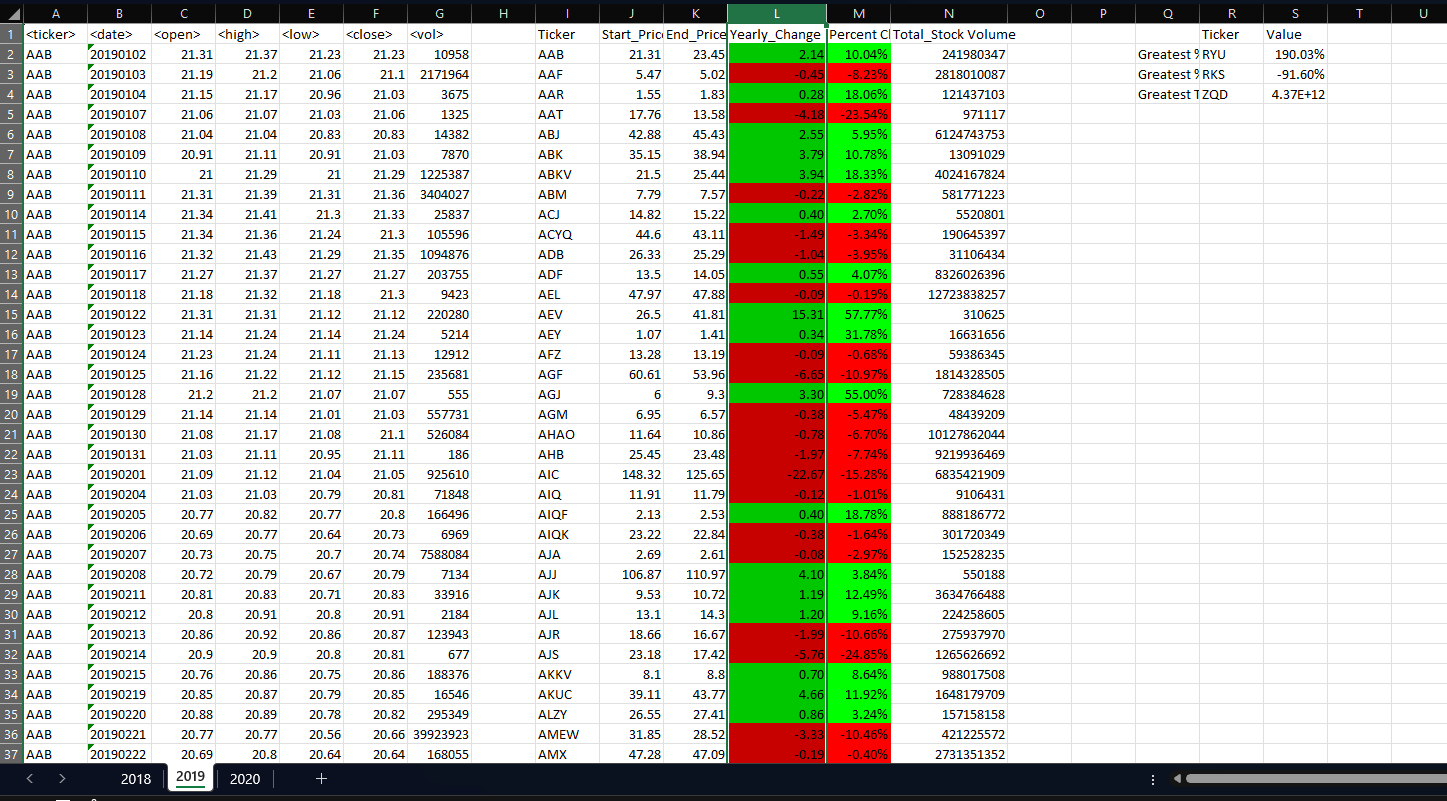 A B C D E F G H I J K L M N O P Q R S T U
1 <ticker> <date> <open> <high> <low> <close> <vol> Ticker Start_Pric End_Price Yearly_Change Percent Cl Total_Stock Volume Ticker Value
2 AAB 20190102 21.31 21.37 21.23 21.23 10958 AAB 21.31 23.45 2.14 10.04% 241980347 Greatest % RYU 190.03%
3 AAB 20190103 21.19 21.2 21.06 21.1 2171964 AAF 5.47 5.02 -0.45 -8.23% 2818010087 Greatest % RKS -91.60%
4 AAB 20190104 21.15 21.17 20.96 21.03 3675 AAR 1.55 1.83 0.28 18.06% 121437103 Greatest T ZQD 4.37E+12
5 AAB 20190107 21.06 21.07 21.03 21.06 1325 AAT 17.76 13.58 -4.18 -23.54% 971117
6 AAB 20190108 21.04 21.04 20.83 20.83 14382 ABJ 42.88 45.43 2.55 5.95% 6124743753
7 AAB 20190109 20.91 21.11 20.91 21.03 7870 ABK 35.15 38.94 3.79 10.78% 13091029
8 AAB 20190110 21 21.29 21 21.29 1225387 ABKV 21.5 25.44 3.94 18.33% 4024167824
9 AAB 20190111 21.31 21.39 21.31 21.36 3404027 ABM 7.79 7.57 -0.22 -2.82% 581771223
10 AAB 20190114 21.34 21.41 21.3 21.33 25837 ACJ 14.82 15.22 0.40 2.70% 5520801
11 AAB 20190115 21.34 21.36 21.24 21.3 105596 ACYQ 44.6 43.11 -1.49 -3.34% 190645397
12 AAB 20190116 21.32 21.43 21.29 21.35 1094876 ADB 26.33 25.29 -1.04 -3.95% 31106434
13 AAB 20190117 21.27 21.37 21.27 21.27 203755 ADF 13.5 14.05 0.55 4.07% 8326026396
14 AAB 20190118 21.18 21.32 21.18 21.3 9423 AEL 47.97 47.88 -0.09 -0.19% 12723838257
15 AAB 20190122 21.31 21.31 21.12 21.12 220280 AEV 26.5 41.81 15.31 57.77% 310625
16 AAB 20190123 21.14 21.24 21.14 21.24 5214 AEY 1.07 1.41 0.34 31.78% 16631656
17 AAB 20190124 21.23 21.24 21.11 21.13 12912 AFZ 13.28 13.19 -0.09 -0.68% 59386345
18 AAB 20190125 21.16 21.22 21.12 21.15 235681 AGF 60.61 53.96 -6.65 -10.97% 1814328505
19 AAB 20190128 21.2 21.2 21.07 21.07 555 AGJ 6 9.3 3.30 55.00% 728384628
20 AAB 20190129 21.14 21.14 21.01 21.03 557731 AGM 6.95 6.57 -0.38 -5.47% 48439209
21 AAB 20190130 21.08 21.17 21.08 21.1 526084 AHAO 11.64 10.86 -0.78 -6.70% 10127862044
22 AAB 20190131 21.03 21.11 20.95 21.11 186 AHB 25.45 23.48 -1.97 -7.74% 9219936469
23 AAB 20190201 21.09 21.12 21.04 21.05 925610 AIC 148.32 125.65 -22.67 -15.28% 6835421909
24 AAB 20190204 21.03 21.03 20.79 20.81 71848 AIQ 11.91 11.79 -0.12 -1.01% 9106431
25 AAB 20190205 20.77 20.82 20.77 20.8 166496 AIQF 2.13 2.53 0.40 18.78% 888186772
26 AAB 20190206 20.69 20.77 20.64 20.73 6969 AIQK 23.22 22.84 -0.38 -1.64% 301720349
27 AAB 20190207 20.73 20.75 20.7 20.74 7588084 AJA 2.69 2.61 -0.08 -2.97% 152528235
28 AAB 20190208 20.72 20.79 20.67 20.79 7134 AJJ 106.87 110.97 4.10 3.84% 550188
29 AAB 20190211 20.81 20.83 20.71 20.83 33916 AJK 9.53 10.72 1.19 12.49% 3634766488
30 AAB 20190212 20.8 20.91 20.8 20.91 2184 AJL 13.1 14.3 1.20 9.16% 224258605
31 AAB 20190213 20.86 20.92 20.86 20.87 123943 AJR 18.66 16.67 -1.99 -10.66% 275937970
32 AAB 20190214 20.9 20.9 20.8 20.81 677 AJS 23.18 17.42 -5.76 -24.85% 1265626692
33 AAB 20190215 20.76 20.86 20.75 20.86 188376 AKKV 8.1 8.8 0.70 8.64% 988017508
34 AAB 20190219 20.85 20.87 20.79 20.85 16546 AKUC 39.11 43.77 4.66 11.92% 1648179709
35 AAB 20190220 20.88 20.89 20.78 20.82 295349 ALZY 26.55 27.41 0.86 3.24% 157158158
36 AAB 20190221 20.77 20.77 20.56 20.66 39923923 AMEW 31.85 28.52 -3.33 -10.46% 421225572
37 AAB 20190222 20.69 20.8 20.64 20.64 168055 AMX 47.28 47.09 -0.19 -0.40% 2731351352
2018 2019 2020